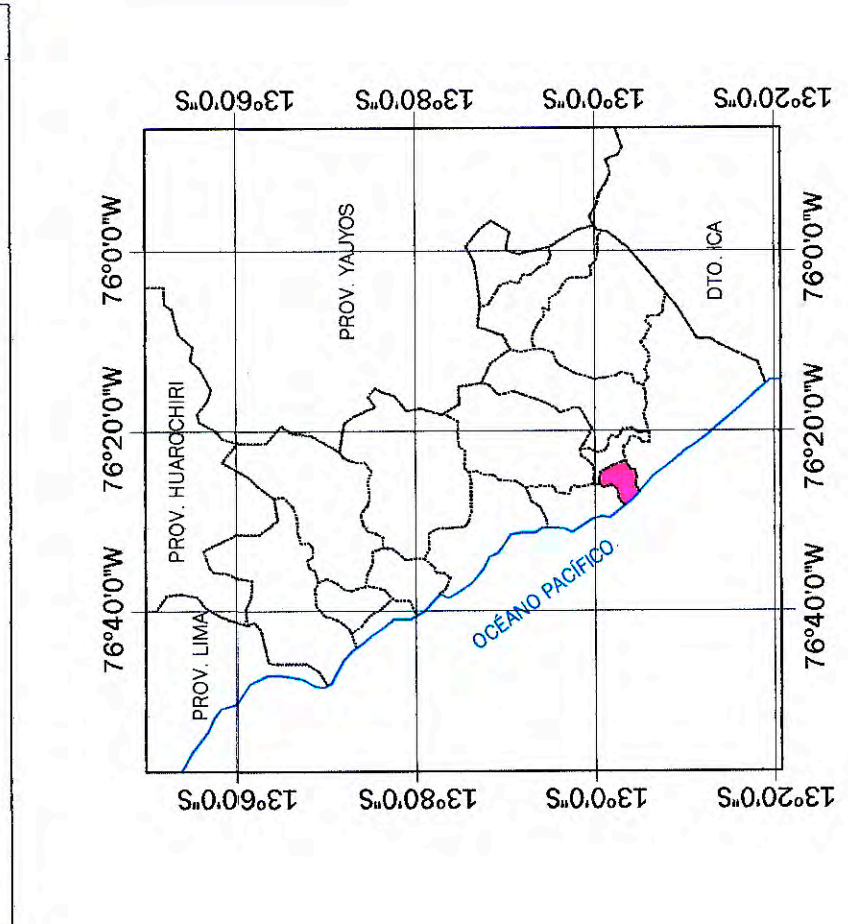 13°60'0"S
13°80'0"S
13°0'0"S
13°20'0"S
76°0'0"W
76°20'0"W
76°40'0"W
PROV. LIMA
PROV. HUAROCHIRI
PROV. YAUYOS
DTO. ICA
OCÉANO PACÍFICO
76°0'0"W
76°20'0"W
76°40'0"W
13°60'0"S
13°80'0"S
13°0'0"S
13°20'0"S